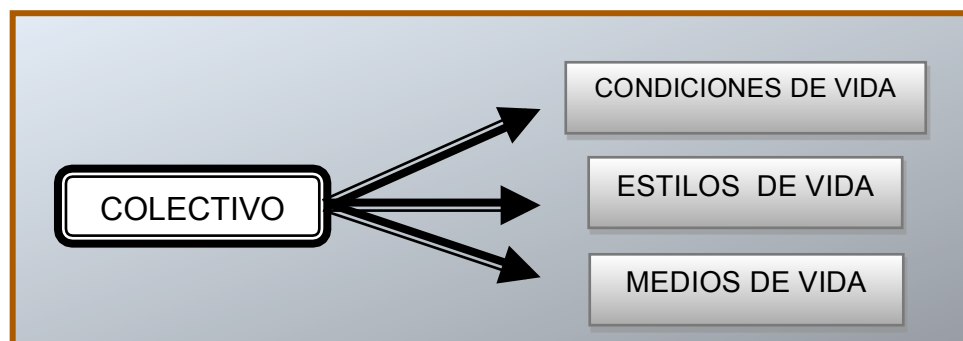 CONDICIONES DE VIDA
COLECTIVO
ESTILOS DE VIDA
MEDIOS DE VIDA